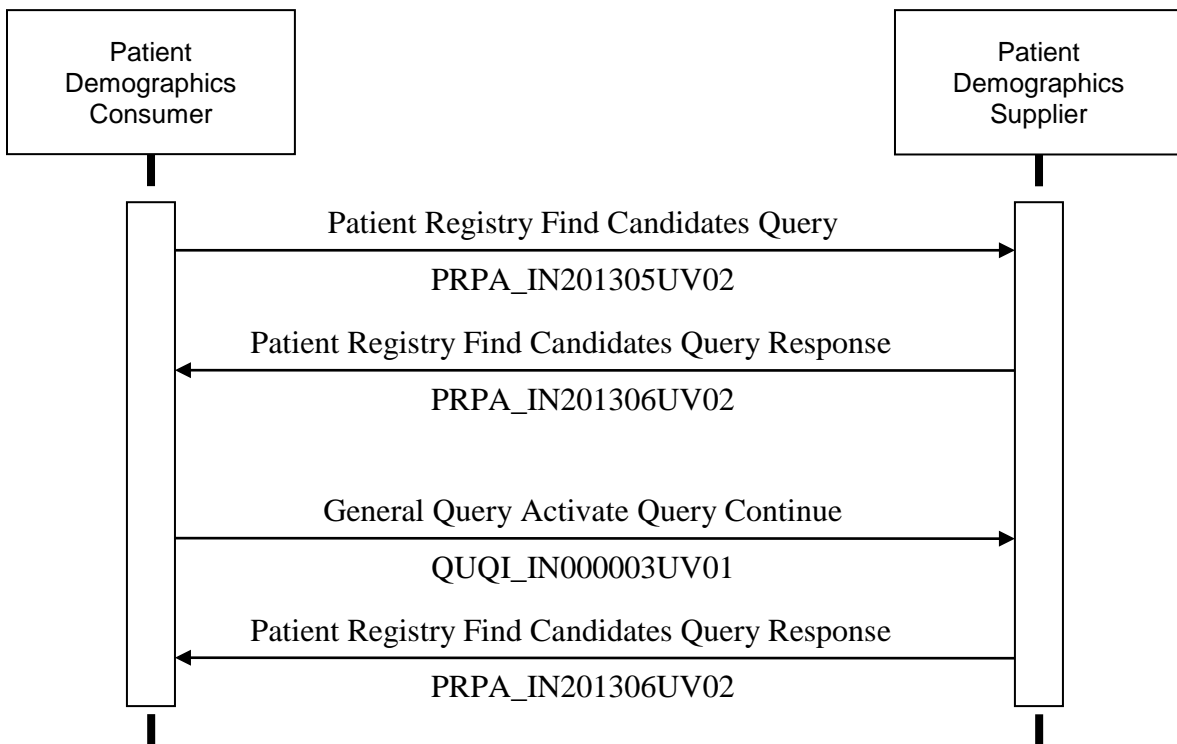 Patient
Demographics
Consumer
Patient
Demographics
Supplier
Patient Registry Find Candidates Query
PRPA_IN201305UV02
Patient Registry Find Candidates Query Response
PRPA_IN201306UV02
General Query Activate Query Continue
QUQI_IN000003UV01
Patient Registry Find Candidates Query Response
PRPA_IN201306UV02